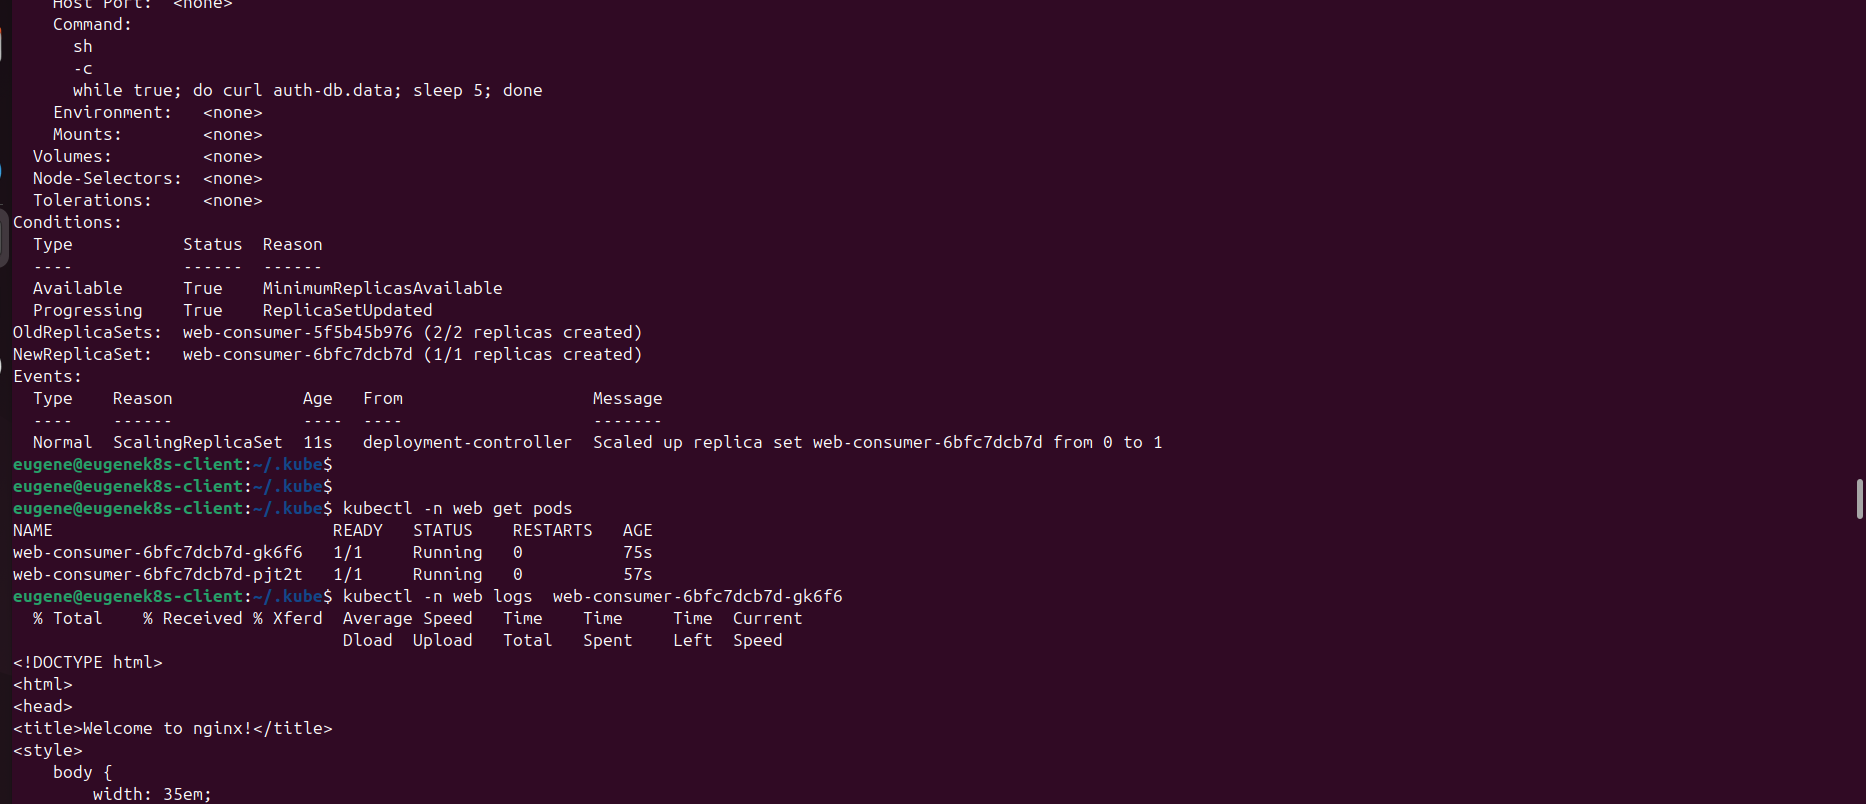 Host Port:  <none>
    Command:
      sh
      -c
      while true; do curl auth-db.data; sleep 5; done
    Environment:   <none>
    Mounts:        <none>
  Volumes:         <none>
  Node-Selectors:  <none>
  Tolerations:     <none>
Conditions:
  Type           Status  Reason
  ----           ------  ------
  Available      True    MinimumReplicasAvailable
  Progressing    True    ReplicaSetUpdated
OldReplicaSets:  web-consumer-5f5b45b976 (2/2 replicas created)
NewReplicaSet:   web-consumer-6bfc7dcb7d (1/1 replicas created)
Events:
  Type    Reason             Age   From                   Message
  ----    ------             ----  ----                   -------
  Normal  ScalingReplicaSet  11s   deployment-controller  Scaled up replica set web-consumer-6bfc7dcb7d from 0 to 1
eugene@eugenek8s-client:~/.kube$
eugene@eugenek8s-client:~/.kube$
eugene@eugenek8s-client:~/.kube$ kubectl -n web get pods
NAME                            READY   STATUS    RESTARTS   AGE
web-consumer-6bfc7dcb7d-gk6f6   1/1     Running   0          75s
web-consumer-6bfc7dcb7d-pjt2t   1/1     Running   0          57s
eugene@eugenek8s-client:~/.kube$ kubectl -n web logs  web-consumer-6bfc7dcb7d-gk6f6
  % Total    % Received % Xferd  Average Speed   Time    Time     Time  Current
                                 Dload  Upload   Total   Spent    Left  Speed
<!DOCTYPE html>
<html>
<head>
<title>Welcome to nginx!</title>
<style>
    body {
        width: 35em;